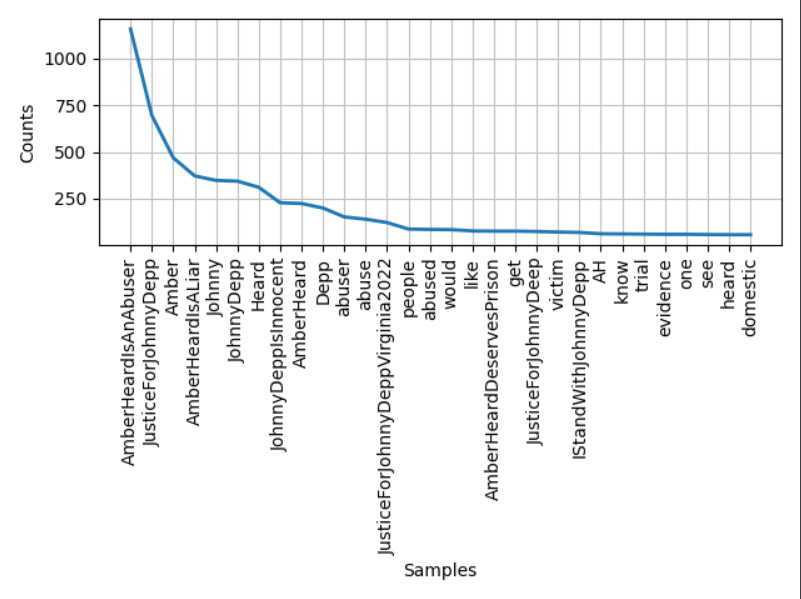 1000
750
500
250
Counts
AmberHeardIsAnAbuser
JusticeForJohnnyDepp
Amber
AmberHeardIsALiar
Johnny
JohnnyDepp
Heard
JohnnyDeppIsInnocent
AmberHeard
Depp
abuser
abuse
JusticeForJohnnyDeppVirginia2022
people
abused
would
like
AmberHeardDeservesPrison
get
JusticeForJohnnyDeep
victim
IStandWithJohnnyDepp
AH
know
trial
evidence
one
see
heard
domestic
Samples